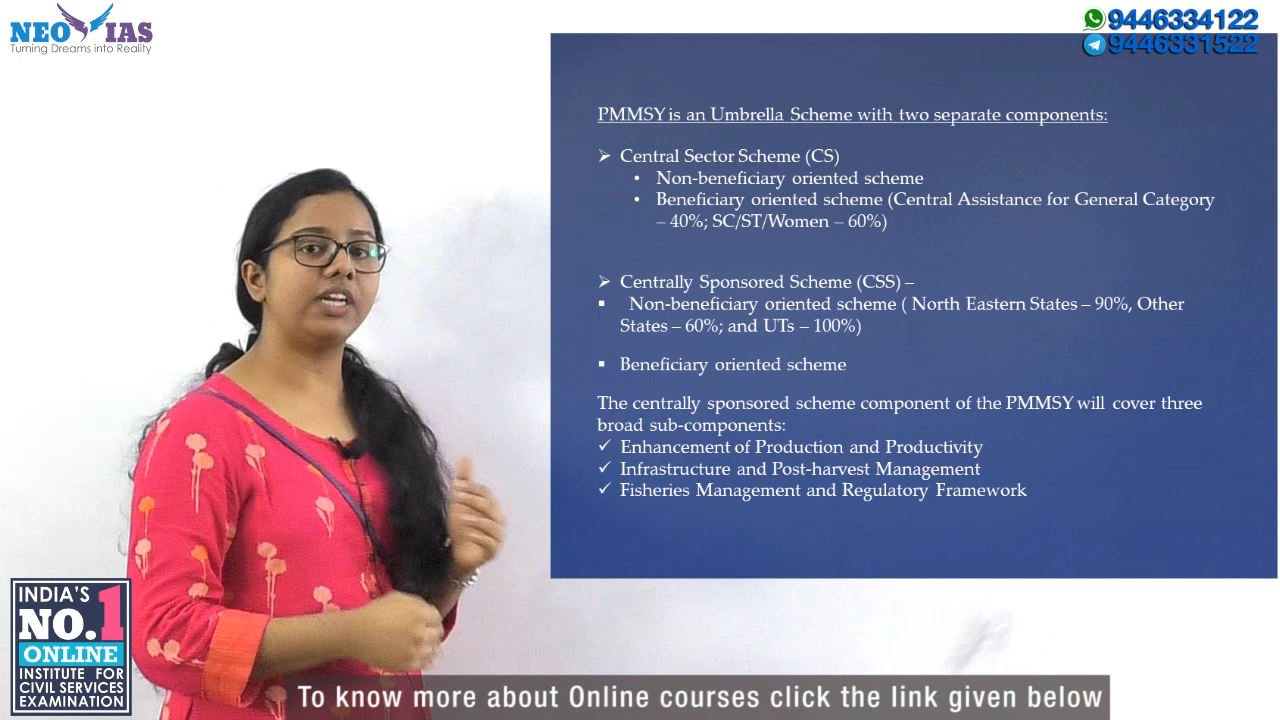 NEO IAS
Turning Dreams into Reality
9446334122
9446331522
PMMSY is an Umbrella Scheme with two separate components:
➢ Central Sector Scheme (CS)
• Non-beneficiary oriented scheme
• Beneficiary oriented scheme (Central Assistance for General Category
– 40%; SC/ST/Women – 60%)
➢ Centrally Sponsored Scheme (CSS) –
▪ Non-beneficiary oriented scheme ( North Eastern States – 90%, Other
States – 60%; and UTs – 100%)
▪ Beneficiary oriented scheme
The centrally sponsored scheme component of the PMMSY will cover three
broad sub-components:
✓ Enhancement of Production and Productivity
✓ Infrastructure and Post-harvest Management
✓ Fisheries Management and Regulatory Framework
INDIA'S
NO.1
ONLINE
INSTITUTE FOR
CIVIL SERVICES
EXAMINATION
To know more about Online courses click the link given below